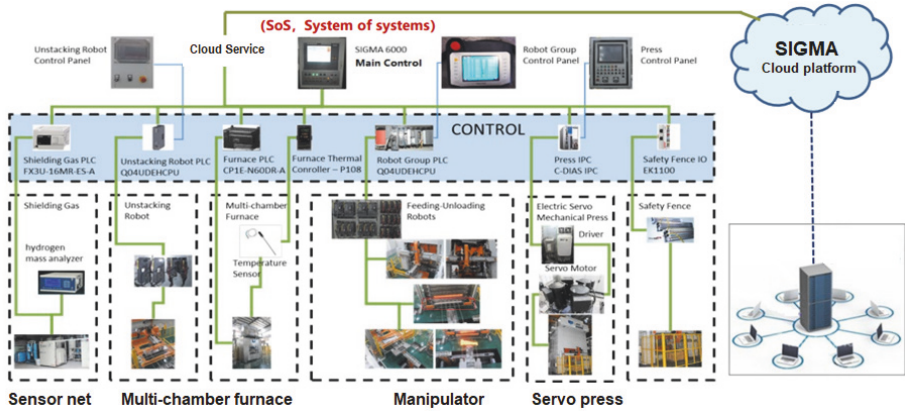 (SoS, System of systems)
Unstacking Robot
Control Panel
Cloud Service
SIGMA 6000
Main Control
Robot Group
Control Panel
Press
Control Panel
SIGMA
Cloud platform
CONTROL
Shielding Gas PLC
FX3U-16MR-ES-A
Unstacking Robot PLC
Q04UDEHCPU
Furnace PLC
CP1E-N60DR-A
Furnace Thermal
Conroller – P108
Robot Group PLC
Q04UDEHCPU
Press IPC
C-DIAS IPC
Safety Fence IO
EK1100
Shielding Gas
hydrogen
mass analyzer
Unstacking
Robot
Multi-chamber
Furnace
Temperature
Sensor
Feeding-Unloading
Robots
Electric Servo
Mechanical Press
Driver
Servo Motor
Safety Fence
Sensor net
Multi-chamber furnace
Manipulator
Servo press